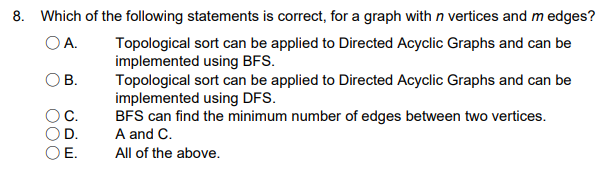 8. Which of the following statements is correct, for a graph with n vertices and m edges?
A. Topological sort can be applied to Directed Acyclic Graphs and can be
implemented using BFS.
B. Topological sort can be applied to Directed Acyclic Graphs and can be
implemented using DFS.
C. BFS can find the minimum number of edges between two vertices.
D. A and C.
E. All of the above.